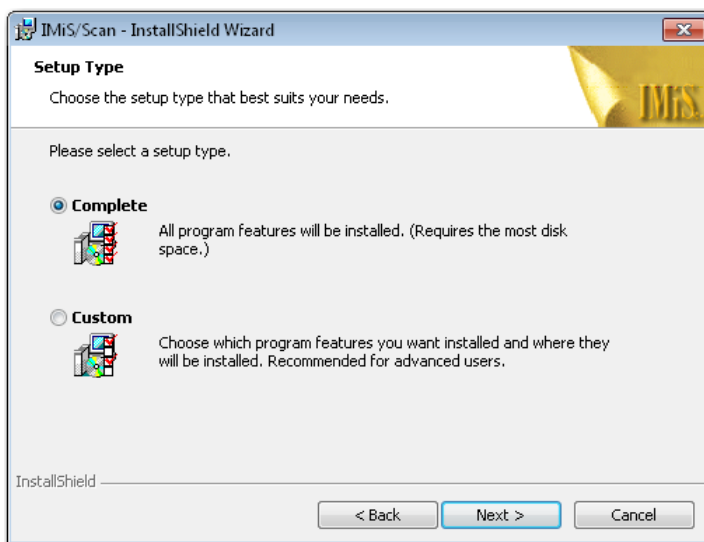 IMiS/Scan - InstallShield Wizard
Setup Type
Choose the setup type that best suits your needs.
IMiS
Please select a setup type.
Complete
All program features will be installed. (Requires the most disk
space.)
Custom
Choose which program features you want installed and where they
will be installed. Recommended for advanced users.
InstallShield
< Back
Next >
Cancel